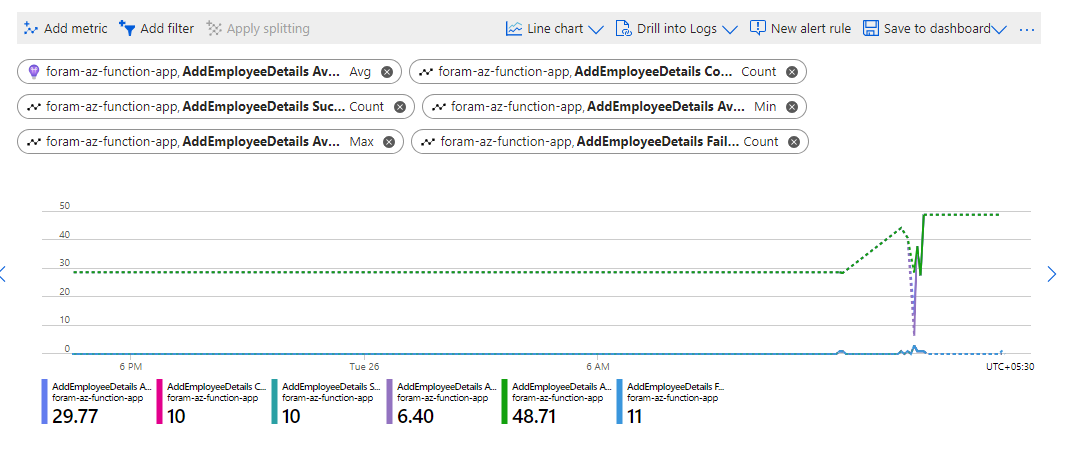 Add metric Add filter Apply splitting Line chart Drill into Logs New alert rule Save to dashboard ...
foram-az-function-app, AddEmployeeDetails Av... Avg foram-az-function-app, AddEmployeeDetails Co... Count
foram-az-function-app, AddEmployeeDetails Suc... Count foram-az-function-app, AddEmployeeDetails Av... Min
foram-az-function-app, AddEmployeeDetails Av... Max foram-az-function-app, AddEmployeeDetails Fail... Count
50
40
30
20
10
0
6 PM Tue 26 6 AM UTC+05:30
AddEmployeeDetails A... AddEmployeeDetails C... AddEmployeeDetails S... AddEmployeeDetails A... AddEmployeeDetails A... AddEmployeeDetails F...
foram-az-function-app foram-az-function-app foram-az-function-app foram-az-function-app foram-az-function-app foram-az-function-app
29.77 10 10 6.40 48.71 11